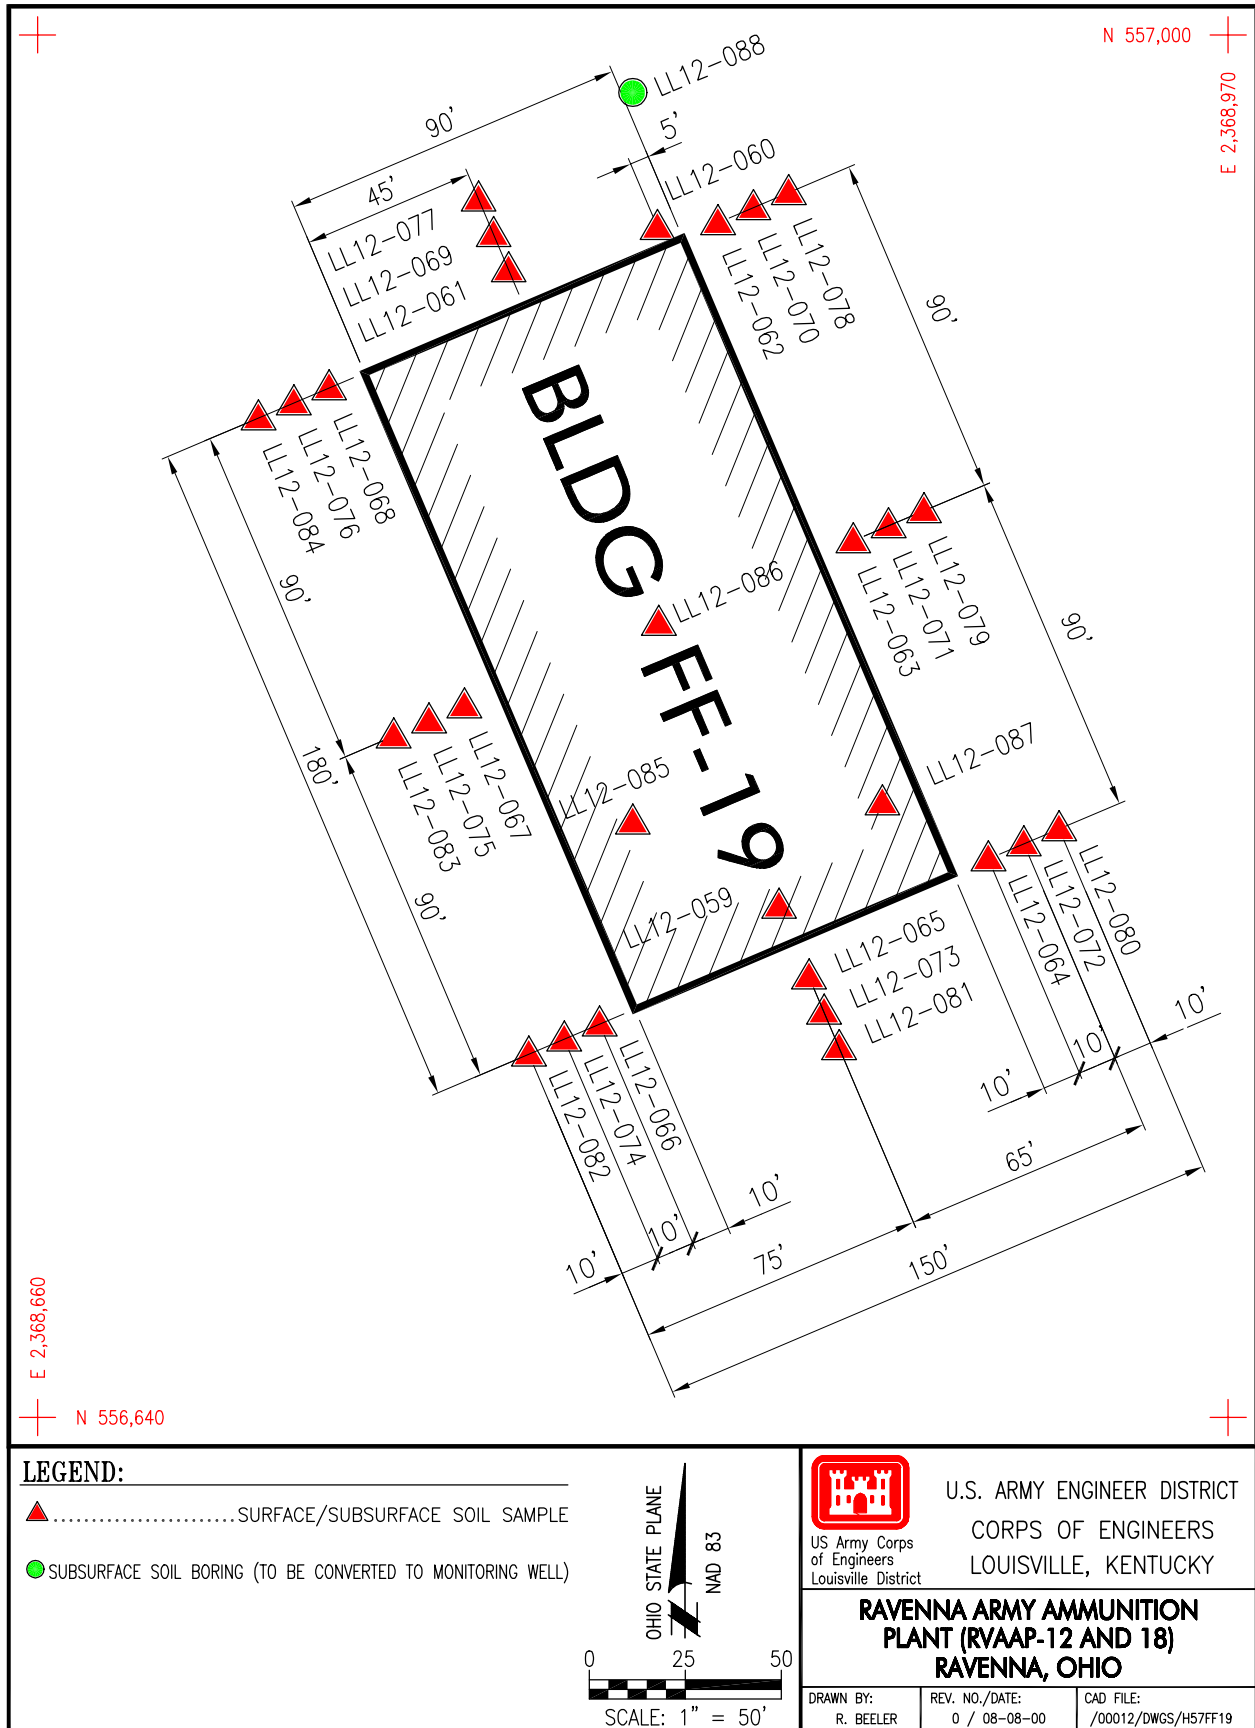 N 557,000
E 2,368,970
LL12-088
90'
5'
LL12-060
45'
LL12-077
LL12-069
LL12-061
LL12-078
LL12-070
LL12-062
90'
LL12-068
LL12-076
LL12-084
BLDG FF-19
LL12-086
90'
LL12-079
LL12-071
LL12-063
90'
180'
LL12-067
LL12-075
LL12-083
LL12-085
LL12-087
90'
LL12-059
LL12-065
LL12-073
LL12-081
LL12-080
LL12-072
LL12-064
10'
10'
10'
LL12-066
LL12-074
LL12-082
10'
10'
10'
65'
75'
150'
E 2,368,660
N 556,640
LEGEND:
......................SURFACE/SUBSURFACE SOIL SAMPLE
SUBSURFACE SOIL BORING (TO BE CONVERTED TO MONITORING WELL)
OHIO STATE PLANE
NAD 83
0 25 50
SCALE: 1" = 50'
US Army Corps
of Engineers
Louisville District
U.S. ARMY ENGINEER DISTRICT
CORPS OF ENGINEERS
LOUISVILLE, KENTUCKY
RAVENNA ARMY AMMUNITION
PLANT (RVAAP-12 AND 18)
RAVENNA, OHIO
DRAWN BY:
R. BEELER
REV. NO./DATE:
0 / 08-08-00
CAD FILE:
/00012/DWGS/H57FF19